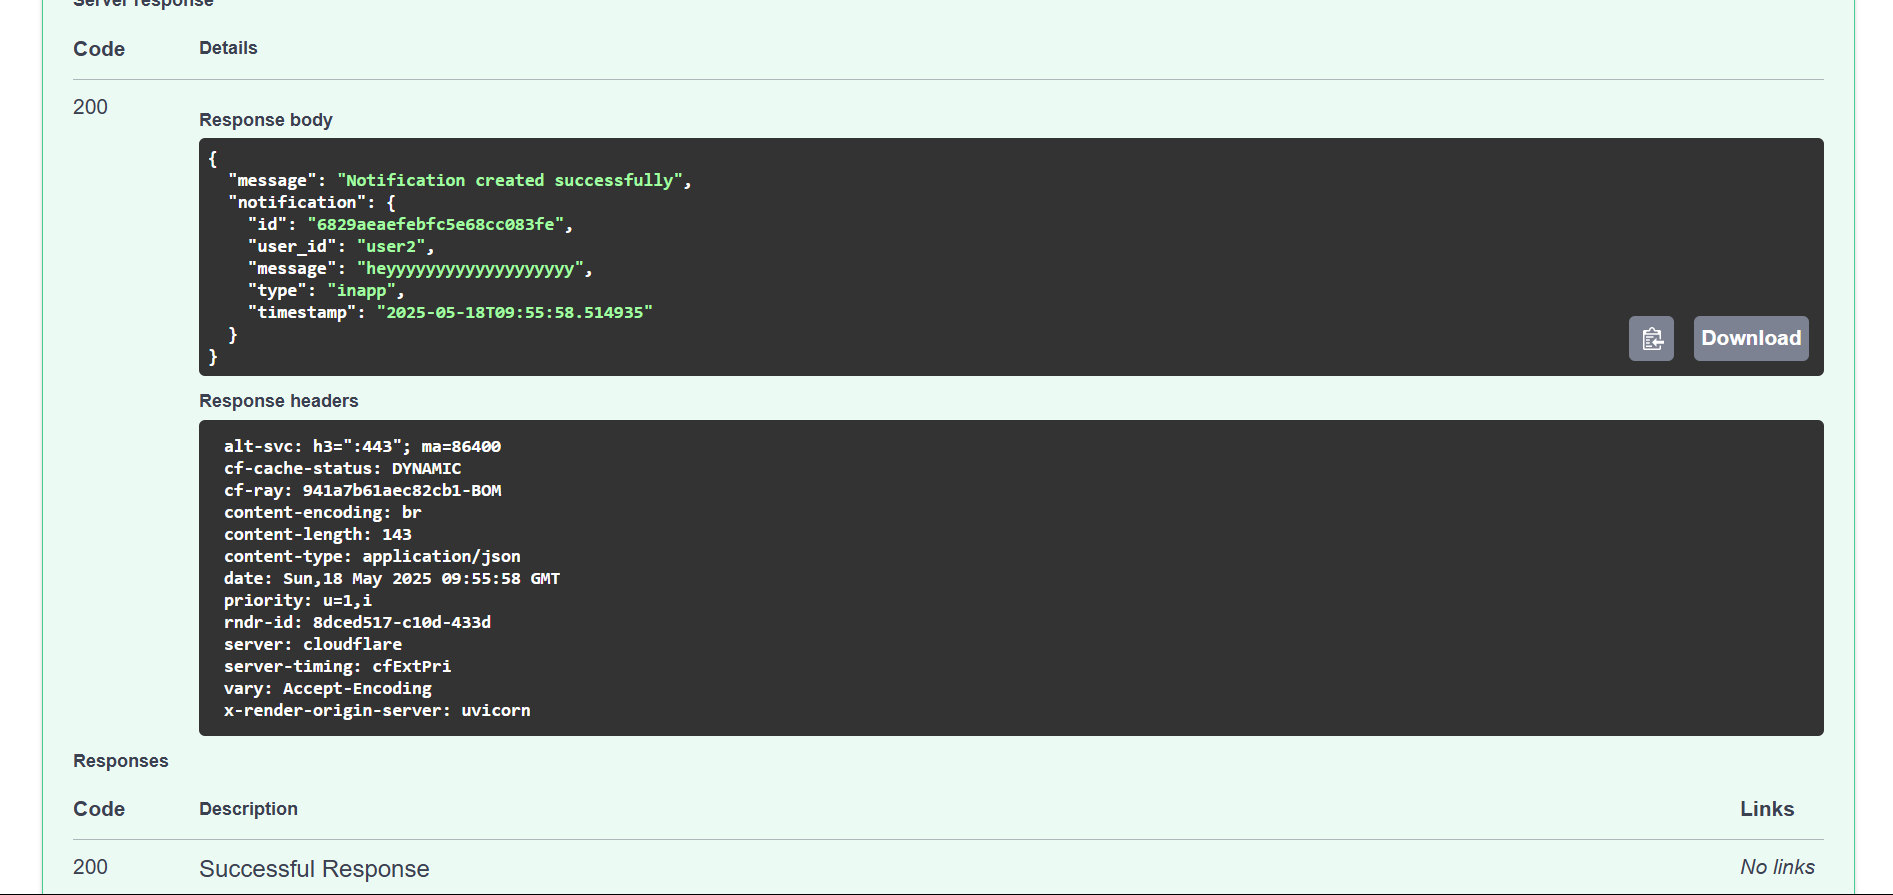 Server response
Code Details
200
Response body
{
  "message": "Notification created successfully",
  "notification": {
    "id": "6829aeaefebfc5e68cc083fe",
    "user_id": "user2",
    "message": "heyyyyyyyyyyyyyyyyyyy",
    "type": "inapp",
    "timestamp": "2025-05-18T09:55:58.514935"
  }
}
Download
Response headers
alt-svc: h3=":443"; ma=86400
cf-cache-status: DYNAMIC
cf-ray: 941a7b61aec82cb1-BOM
content-encoding: br
content-length: 143
content-type: application/json
date: Sun,18 May 2025 09:55:58 GMT
priority: u=1,i
rndr-id: 8dced517-c10d-433d
server: cloudflare
server-timing: cfExtPri
vary: Accept-Encoding
x-render-origin-server: uvicorn
Responses
Code Description Links
200 Successful Response No links